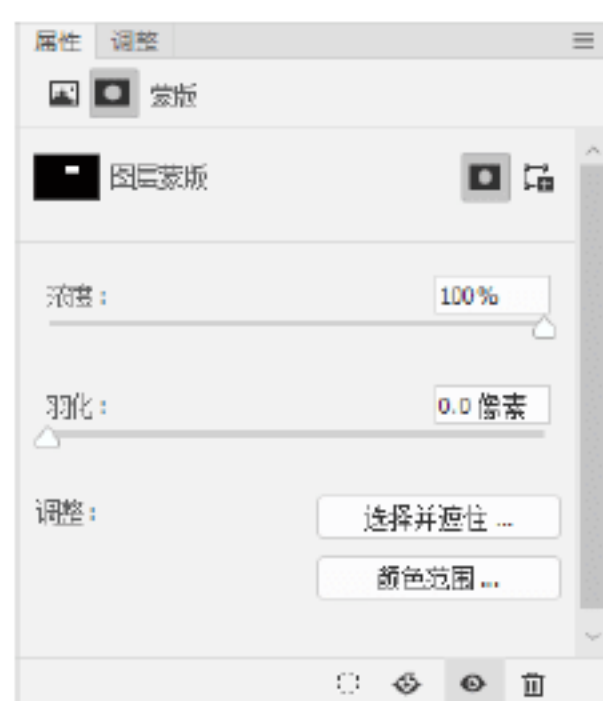 属性 调整
蒙版
图层蒙版
浓度： 100%
羽化： 0.0 像素
调整： 选择并遮住 ...
颜色范围 ...